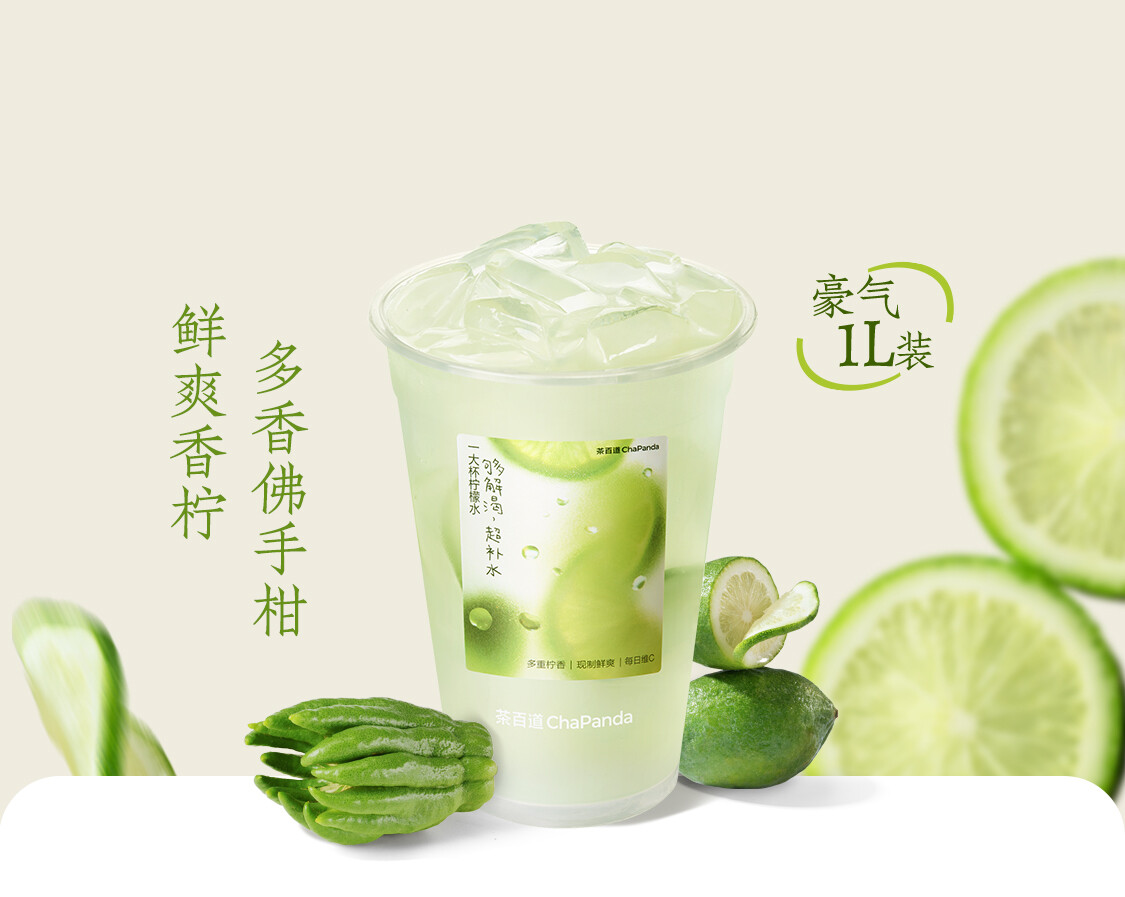 多香佛手柑
鲜爽香柠
豪气
1L装
茶百道 ChaPanda
一大杯柠檬水
够解渴，超补水
多重柠香 | 现制鲜爽 | 每日维C
茶百道 ChaPanda